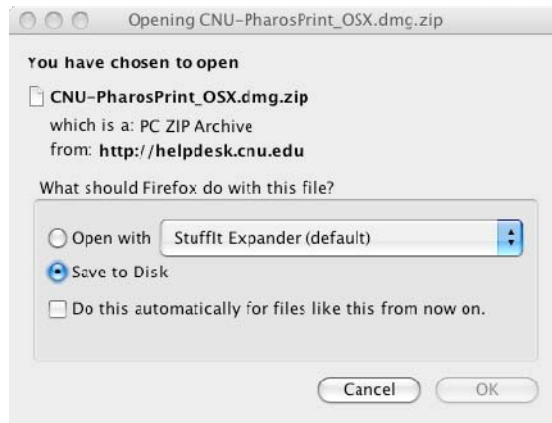 Opening CNU-PharosPrint_OSX.dmg.zip
You have chosen to open
CNU-PharosPrint_OSX.dmg.zip
which is a: PC ZIP Archive
from: http://helpdesk.cnu.edu
What should Firefox do with this file?
Open with StuffIt Expander (default)
Save to Disk
Do this automatically for files like this from now on.
Cancel OK